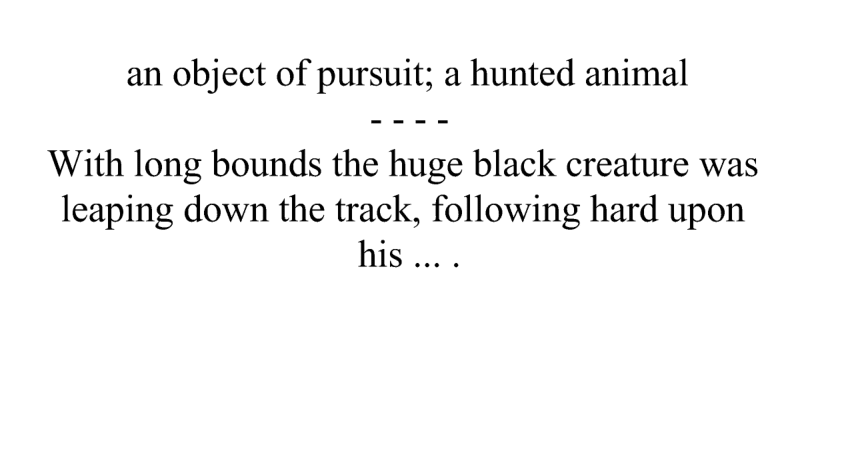 an object of pursuit; a hunted animal
- - - -
With long bounds the huge black creature was
leaping down the track, following hard upon
his ... .